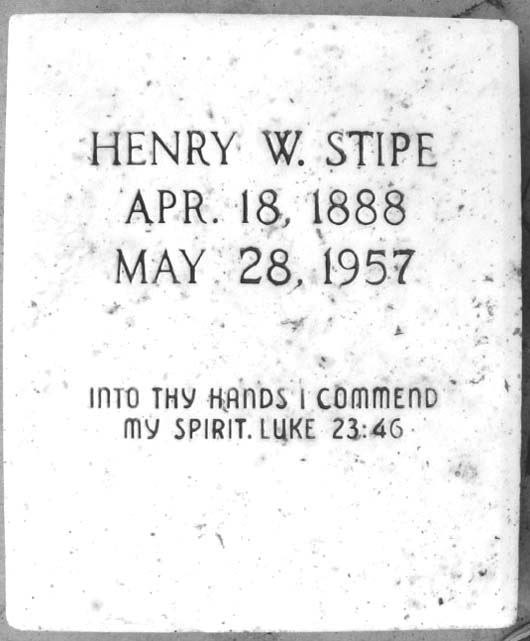 HENRY W. STIPE
APR. 18, 1888
MAY 28, 1957
INTO THY HANDS I COMMEND
MY SPIRIT. LUKE 23:46